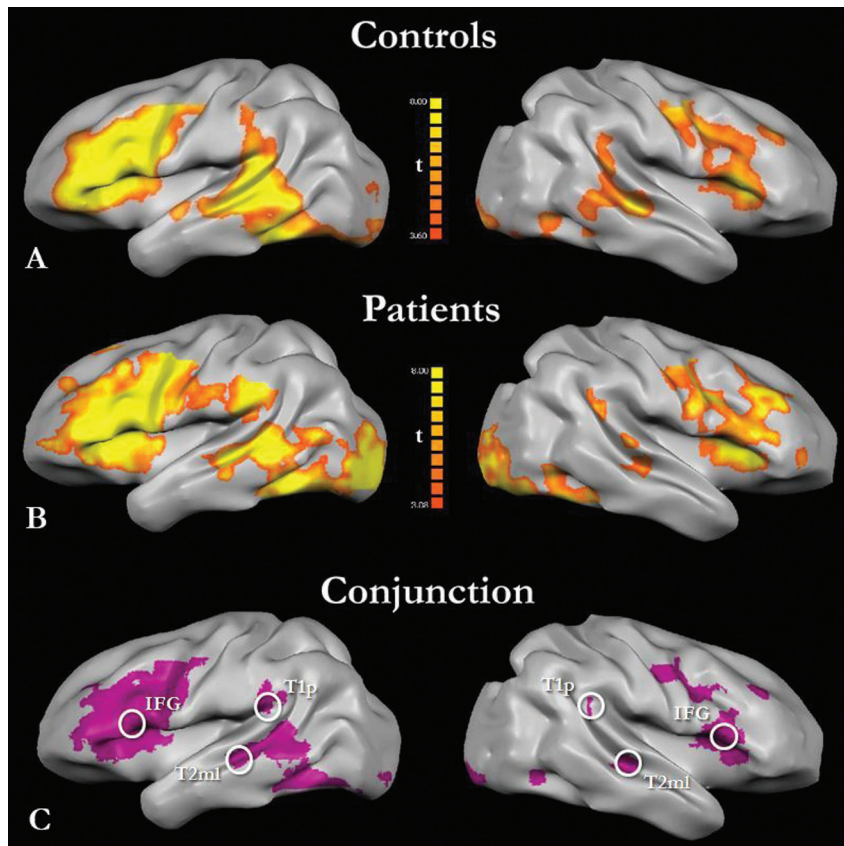 Controls
8.00
t
3.60
A
Patients
8.00
t
3.08
B
Conjunction
IFG
T1p
T2ml
T1p
IFG
T2ml
C